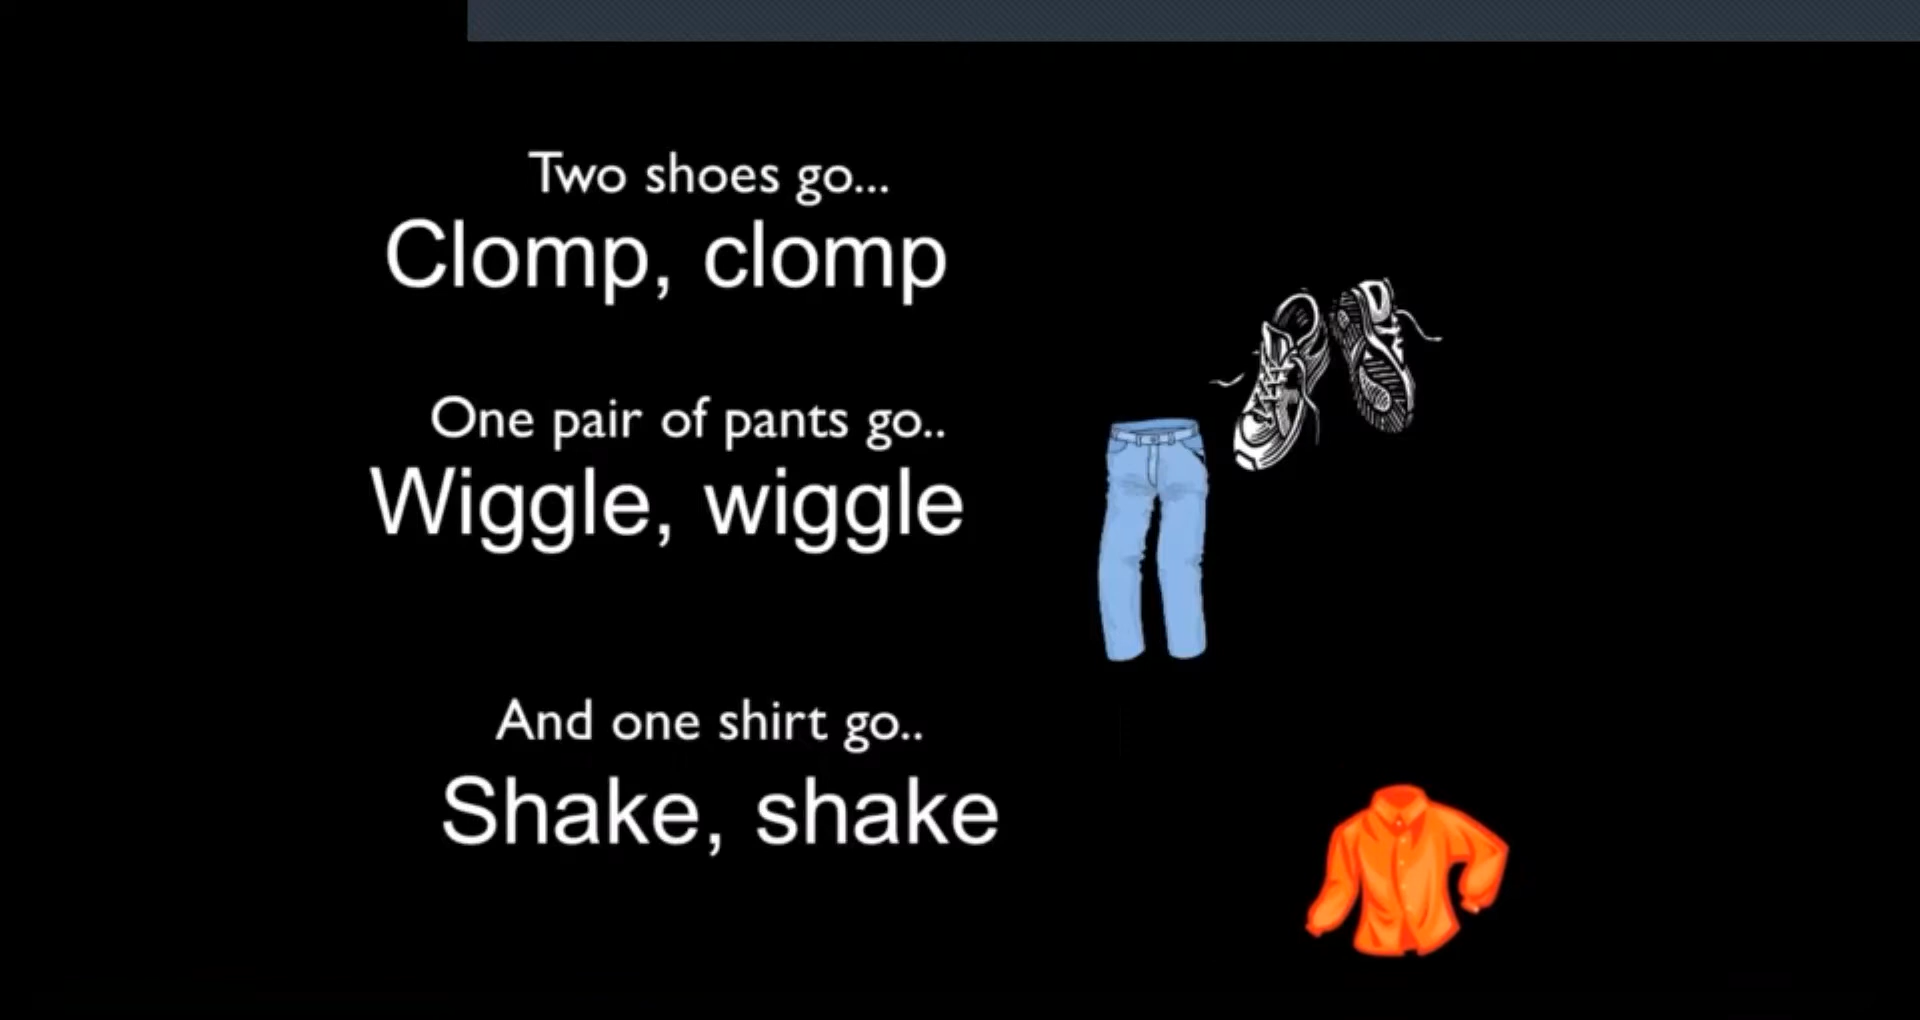 Two shoes go...
Clomp, clomp
One pair of pants go..
Wiggle, wiggle
And one shirt go..
Shake, shake